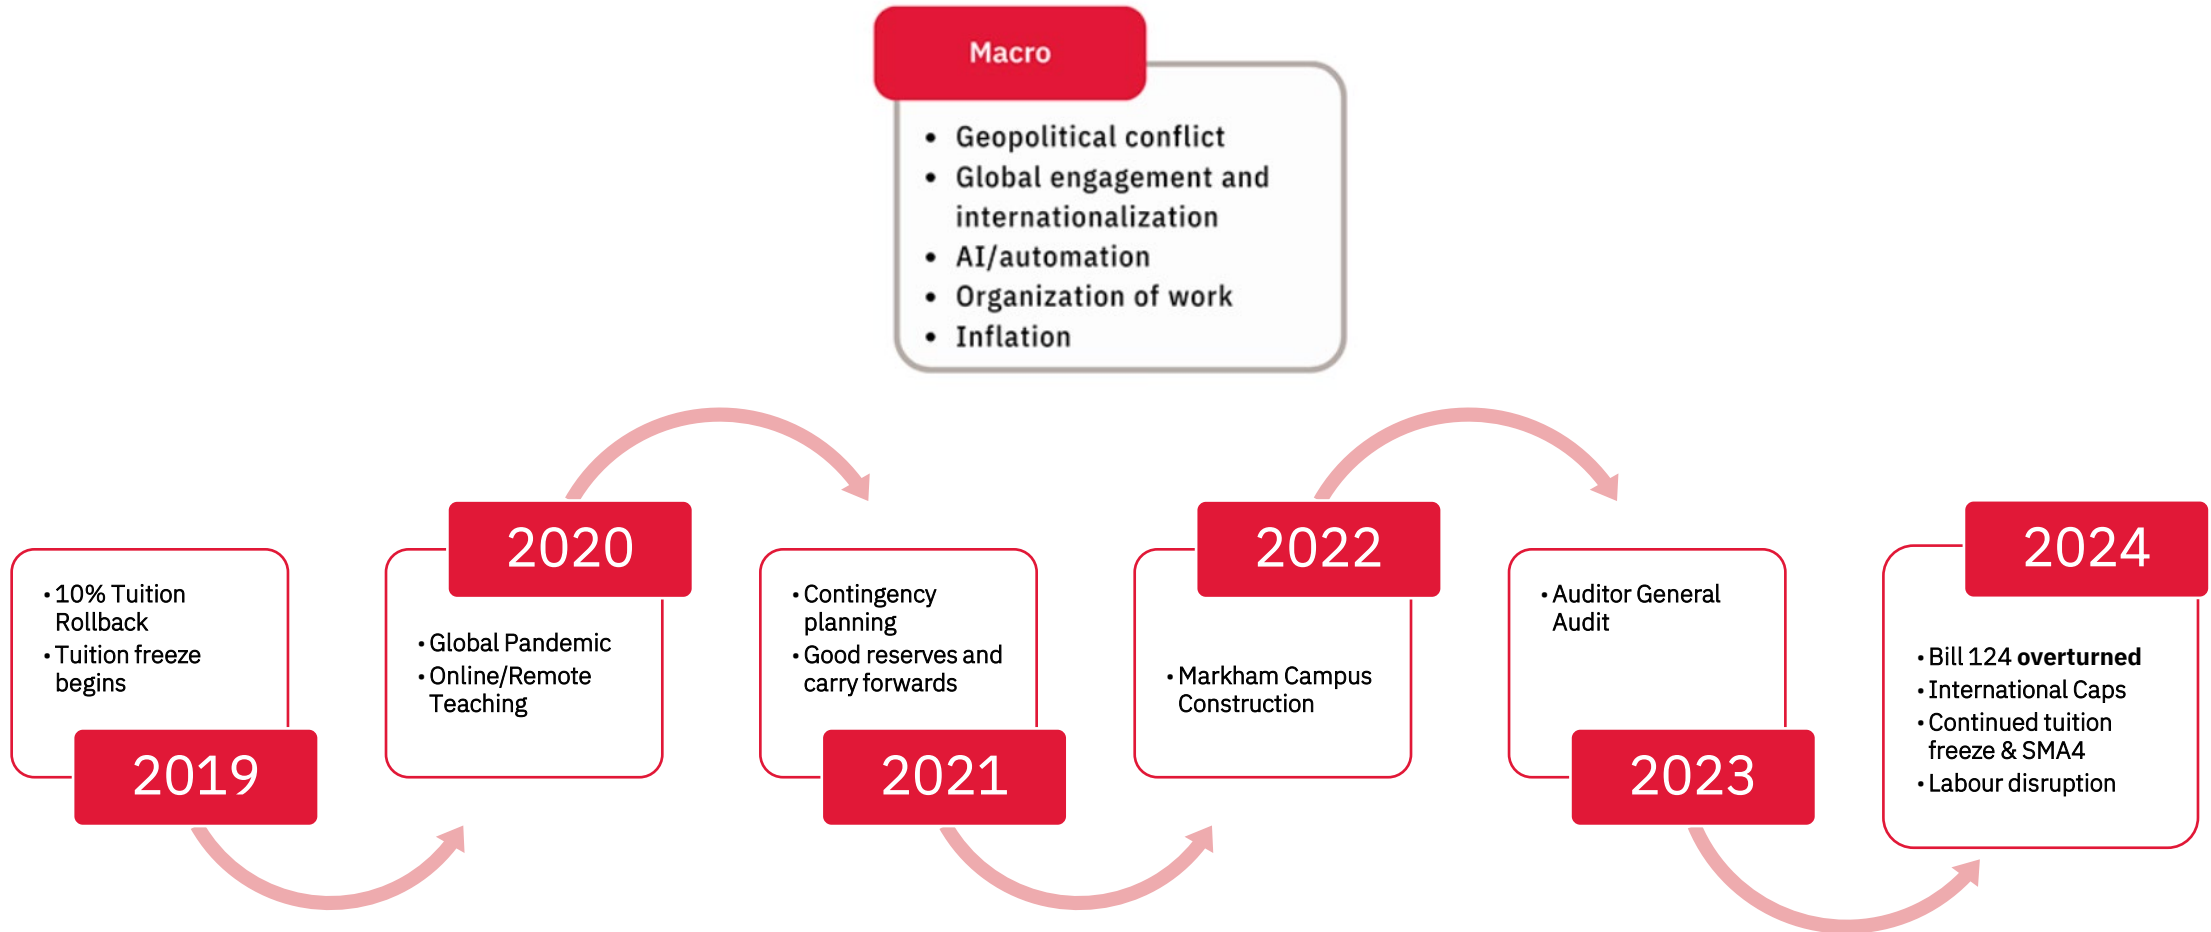 Macro
• Geopolitical conflict
• Global engagement and
internationalization
• AI/automation
• Organization of work
• Inflation
• 10% Tuition
Rollback
• Tuition freeze
begins
2019
2020
• Global Pandemic
• Online/Remote
Teaching
• Contingency
planning
• Good reserves and
carry forwards
2021
2022
• Markham Campus
Construction
• Auditor General
Audit
2023
2024
• Bill 124 overturned
• International Caps
• Continued tuition
freeze & SMA4
• Labour disruption